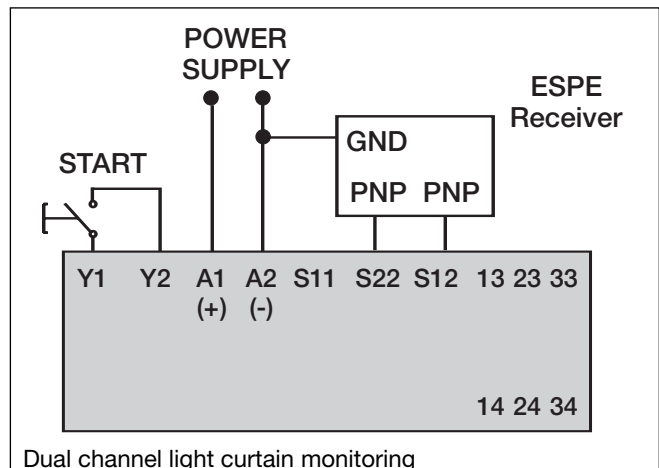 POWER
SUPPLY
ESPE
Receiver
GND
START
PNP PNP
Y1 Y2 A1 A2 S11 S22 S12 13 23 33
(+) (-)
14 24 34
Dual channel light curtain monitoring